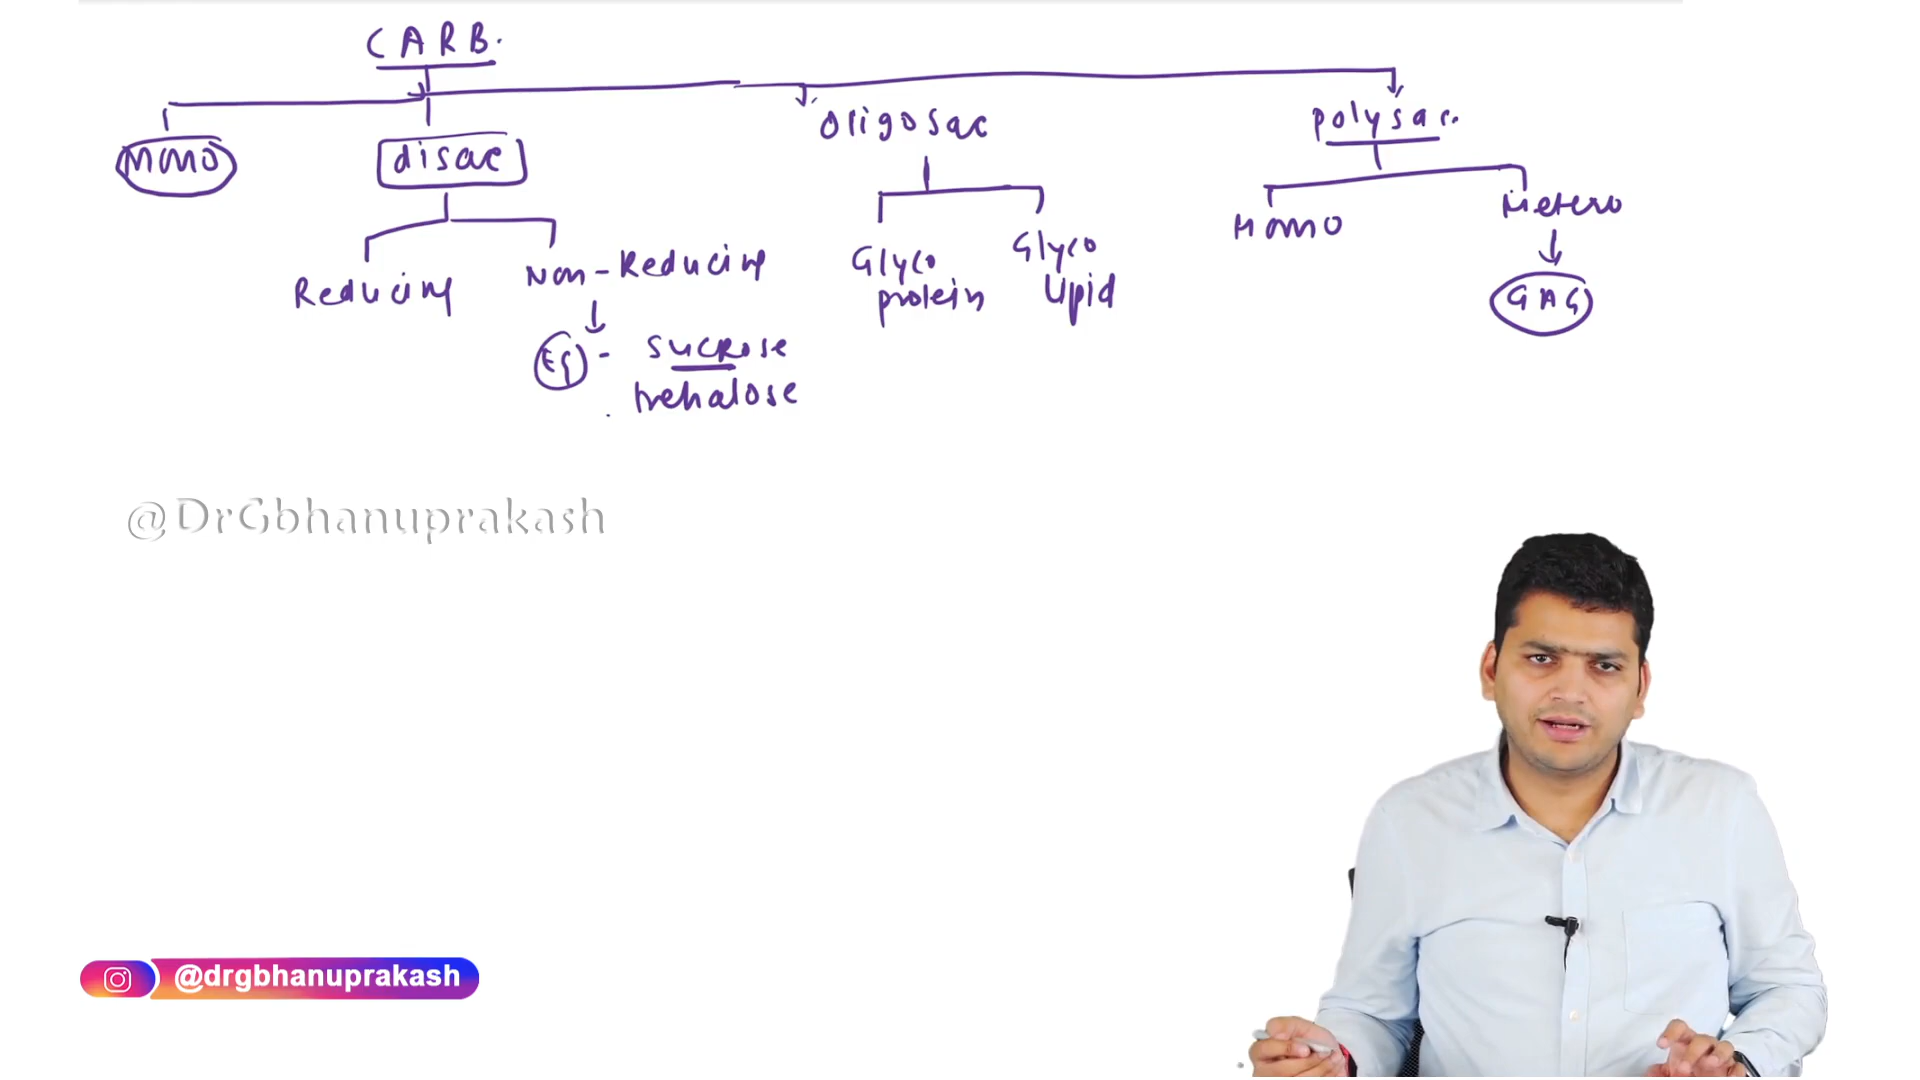 CARB.
Mono
disac
Oligosac
polysac.
Reducing
Non-Reducing
Eg - sucrose
trehalose
Glyco
protein
Glyco
lipid
Homo
Hetero
GAG
@DrGbhanuprakash
@drgbhanuprakash